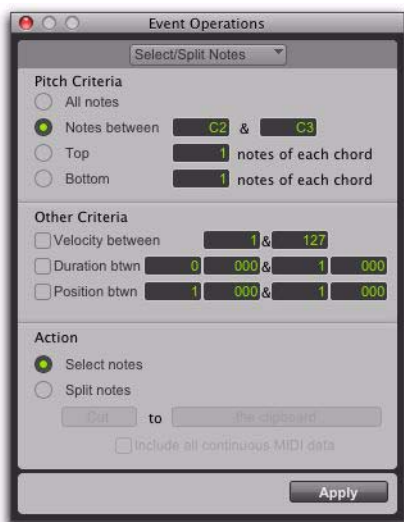 Event Operations
Select/Split Notes
Pitch Criteria
All notes
Notes between C2 & C3
Top 1 notes of each chord
Bottom 1 notes of each chord
Other Criteria
Velocity between 1 & 127
Duration btwn 0 000 & 1 000
Position btwn 1 000 & 1 000
Action
Select notes
Split notes
Cut to the clipboard
Include all continuous MIDI data
Apply